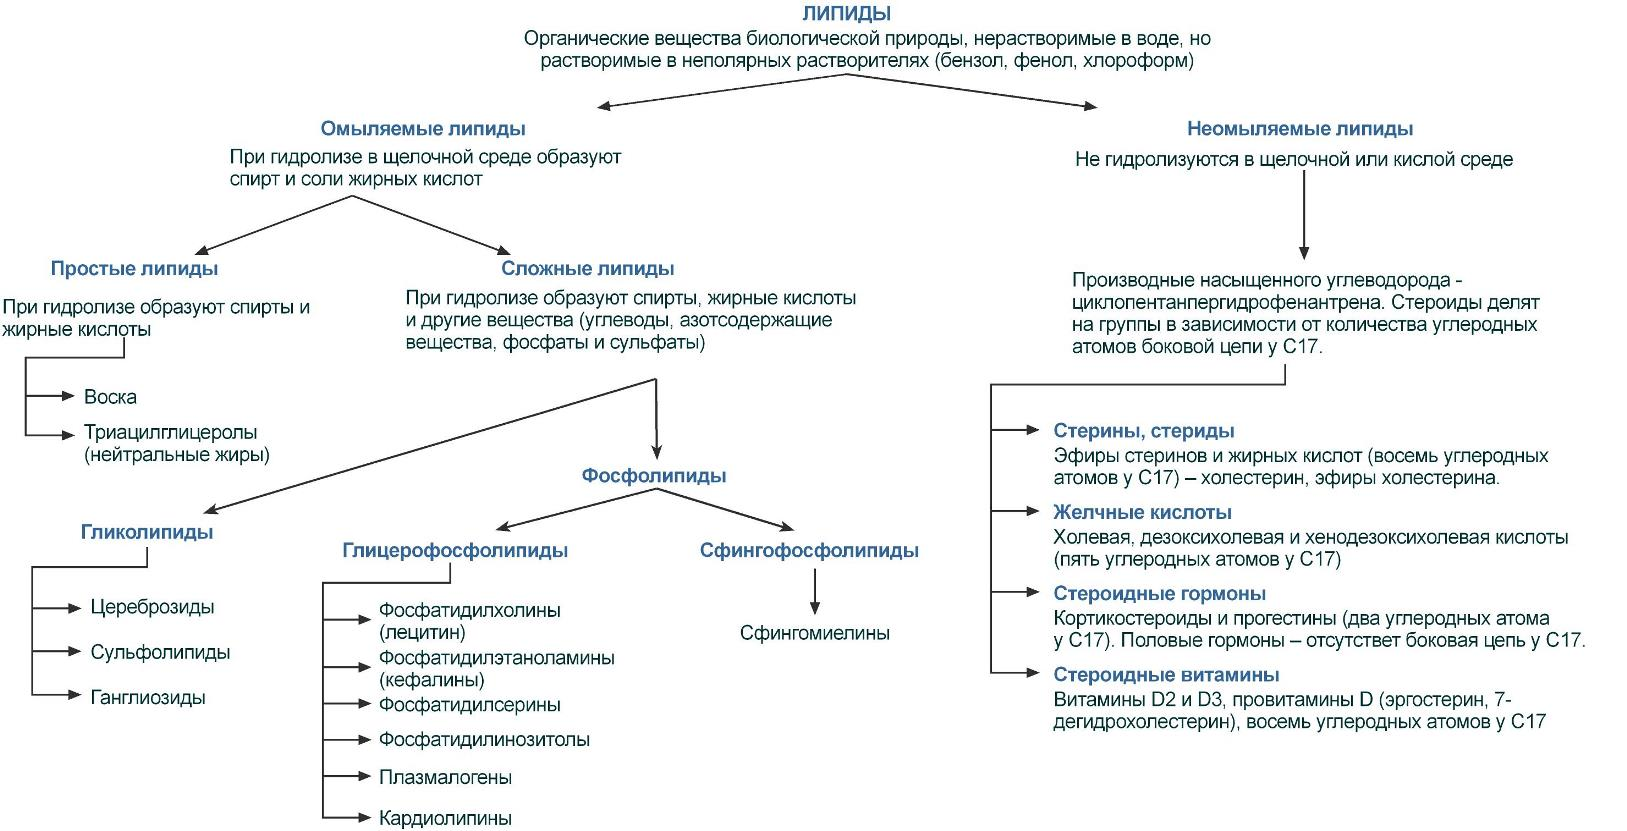 ЛИПИДЫ
Органические вещества биологической природы, нерастворимые в воде, но
растворимые в неполярных растворителях (бензол, фенол, хлороформ)
Омыляемые липиды
При гидролизе в щелочной среде образуют
спирт и соли жирных кислот
Неомыляемые липиды
Не гидролизуются в щелочной или кислой среде
Простые липиды
При гидролизе образуют спирты и
жирные кислоты
Воска
Триацилглицеролы
(нейтральные жиры)
Сложные липиды
При гидролизе образуют спирты, жирные кислоты
и другие вещества (углеводы, азотсодержащие
вещества, фосфаты и сульфаты)
Гликолипиды
Цереброзиды
Сульфолипиды
Ганглиозиды
Фосфолипиды
Глицерофосфолипиды
Фосфатидилхолины
(лецитин)
Фосфатидилэтаноламины
(кефалины)
Фосфатидилсерины
Фосфатидилинозитолы
Плазмалогены
Кардиолипины
Сфингофосфолипиды
Сфингомиелины
Производные насыщенного углеводорода -
циклопентанпергидрофенантрена. Стероиды делят
на группы в зависимости от количества углеродных
атомов боковой цепи у С17.
Стерины, стериды
Эфиры стеринов и жирных кислот (восемь углеродных
атомов у С17) – холестерин, эфиры холестерина.
Желчные кислоты
Холевая, дезоксихолевая и хенодезоксихолевая кислоты
(пять углеродных атомов у С17)
Стероидные гормоны
Кортикостероиды и прогестины (два углеродных атома
у С17). Половые гормоны – отсутствет боковая цепь у С17.
Стероидные витамины
Витамины D2 и D3, провитамины D (эргостерин, 7-
дегидрохолестерин), восемь углеродных атомов у С17